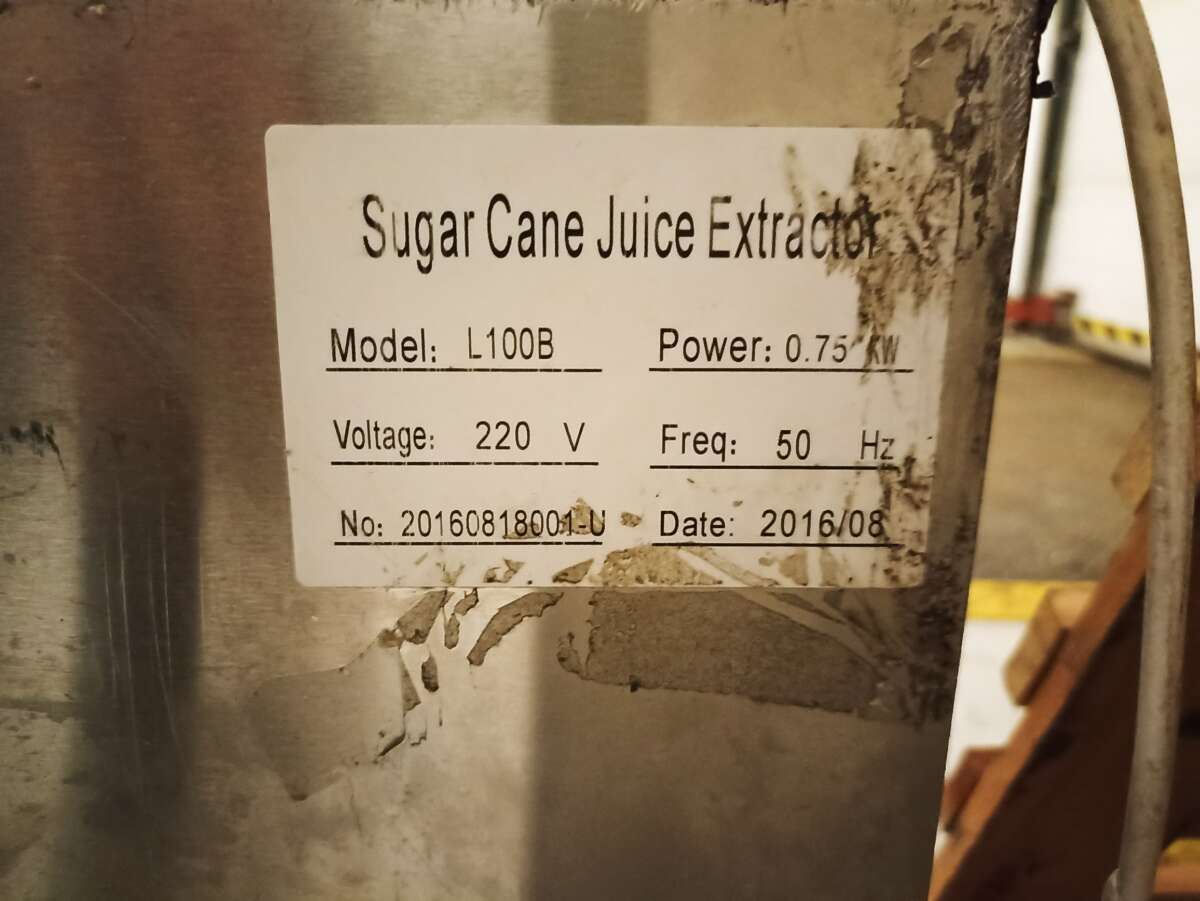 Sugar Cane Juice Extractor
Model: L100B Power: 0.75 KW
Voltage: 220 V Freq: 50 Hz
No: 20160818001-U Date: 2016/08